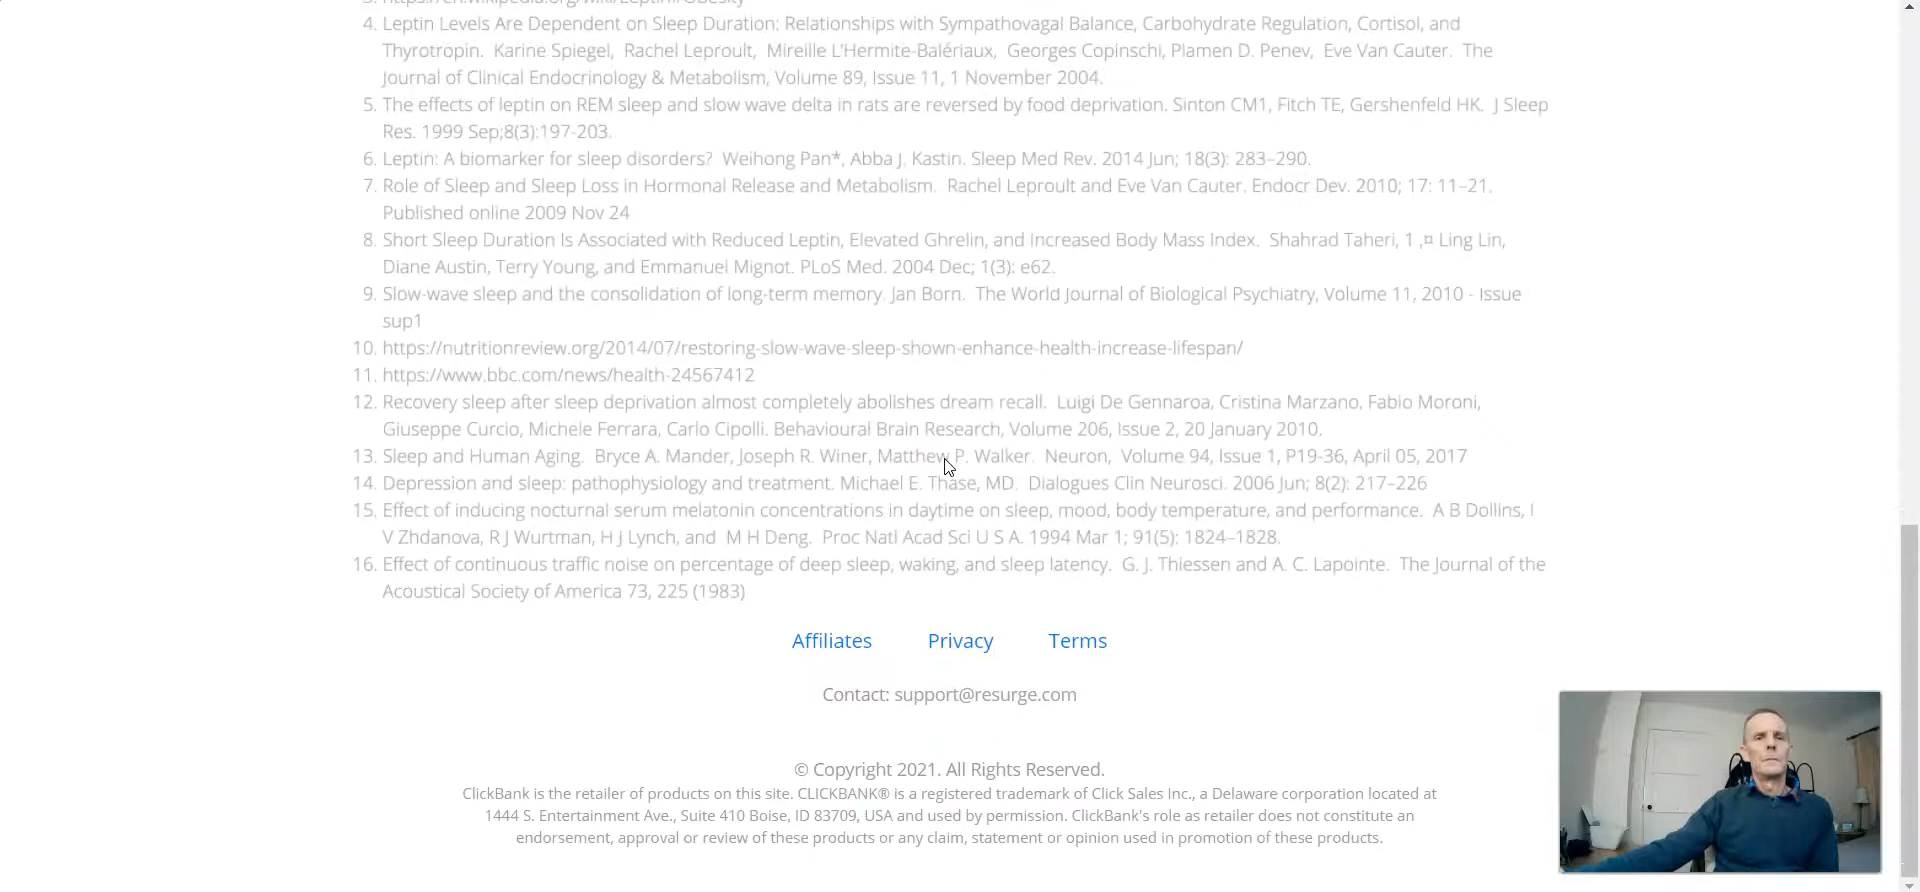 4. Leptin Levels Are Dependent on Sleep Duration: Relationships with Sympathovagal Balance, Carbohydrate Regulation, Cortisol, and
Thyrotropin. Karine Spiegel, Rachel Leproult, Mireille L'Hermite-Balériaux, Georges Copinschi, Plamen D. Penev, Eve Van Cauter. The
Journal of Clinical Endocrinology & Metabolism, Volume 89, Issue 11, 1 November 2004.
5. The effects of leptin on REM sleep and slow wave delta in rats are reversed by food deprivation. Sinton CM1, Fitch TE, Gershenfeld HK. J Sleep
Res. 1999 Sep;8(3):197-203.
6. Leptin: A biomarker for sleep disorders? Weihong Pan*, Abba J. Kastin. Sleep Med Rev. 2014 Jun; 18(3): 283–290.
7. Role of Sleep and Sleep Loss in Hormonal Release and Metabolism. Rachel Leproult and Eve Van Cauter. Endocr Dev. 2010; 17: 11–21.
Published online 2009 Nov 24
8. Short Sleep Duration Is Associated with Reduced Leptin, Elevated Ghrelin, and Increased Body Mass Index. Shahrad Taheri, 1 ,¤ Ling Lin,
Diane Austin, Terry Young, and Emmanuel Mignot. PLoS Med. 2004 Dec; 1(3): e62.
9. Slow-wave sleep and the consolidation of long-term memory. Jan Born. The World Journal of Biological Psychiatry, Volume 11, 2010 - Issue
sup1
10. https://nutritionreview.org/2014/07/restoring-slow-wave-sleep-shown-enhance-health-increase-lifespan/
11. https://www.bbc.com/news/health-24567412
12. Recovery sleep after sleep deprivation almost completely abolishes dream recall. Luigi De Gennaroa, Cristina Marzano, Fabio Moroni,
Giuseppe Curcio, Michele Ferrara, Carlo Cipolli. Behavioural Brain Research, Volume 206, Issue 2, 20 January 2010.
13. Sleep and Human Aging. Bryce A. Mander, Joseph R. Winer, Matthew P. Walker. Neuron, Volume 94, Issue 1, P19-36, April 05, 2017
14. Depression and sleep: pathophysiology and treatment. Michael E. Thase, MD. Dialogues Clin Neurosci. 2006 Jun; 8(2): 217–226
15. Effect of inducing nocturnal serum melatonin concentrations in daytime on sleep, mood, body temperature, and performance. A B Dollins, I
V Zhdanova, R J Wurtman, H J Lynch, and M H Deng. Proc Natl Acad Sci U S A. 1994 Mar 1; 91(5): 1824–1828.
16. Effect of continuous traffic noise on percentage of deep sleep, waking, and sleep latency. G. J. Thiessen and A. C. Lapointe. The Journal of the
Acoustical Society of America 73, 225 (1983)
Affiliates Privacy Terms
Contact: support@resurge.com
© Copyright 2021. All Rights Reserved.
ClickBank is the retailer of products on this site. CLICKBANK® is a registered trademark of Click Sales Inc., a Delaware corporation located at
1444 S. Entertainment Ave., Suite 410 Boise, ID 83709, USA and used by permission. ClickBank's role as retailer does not constitute an
endorsement, approval or review of these products or any claim, statement or opinion used in promotion of these products.